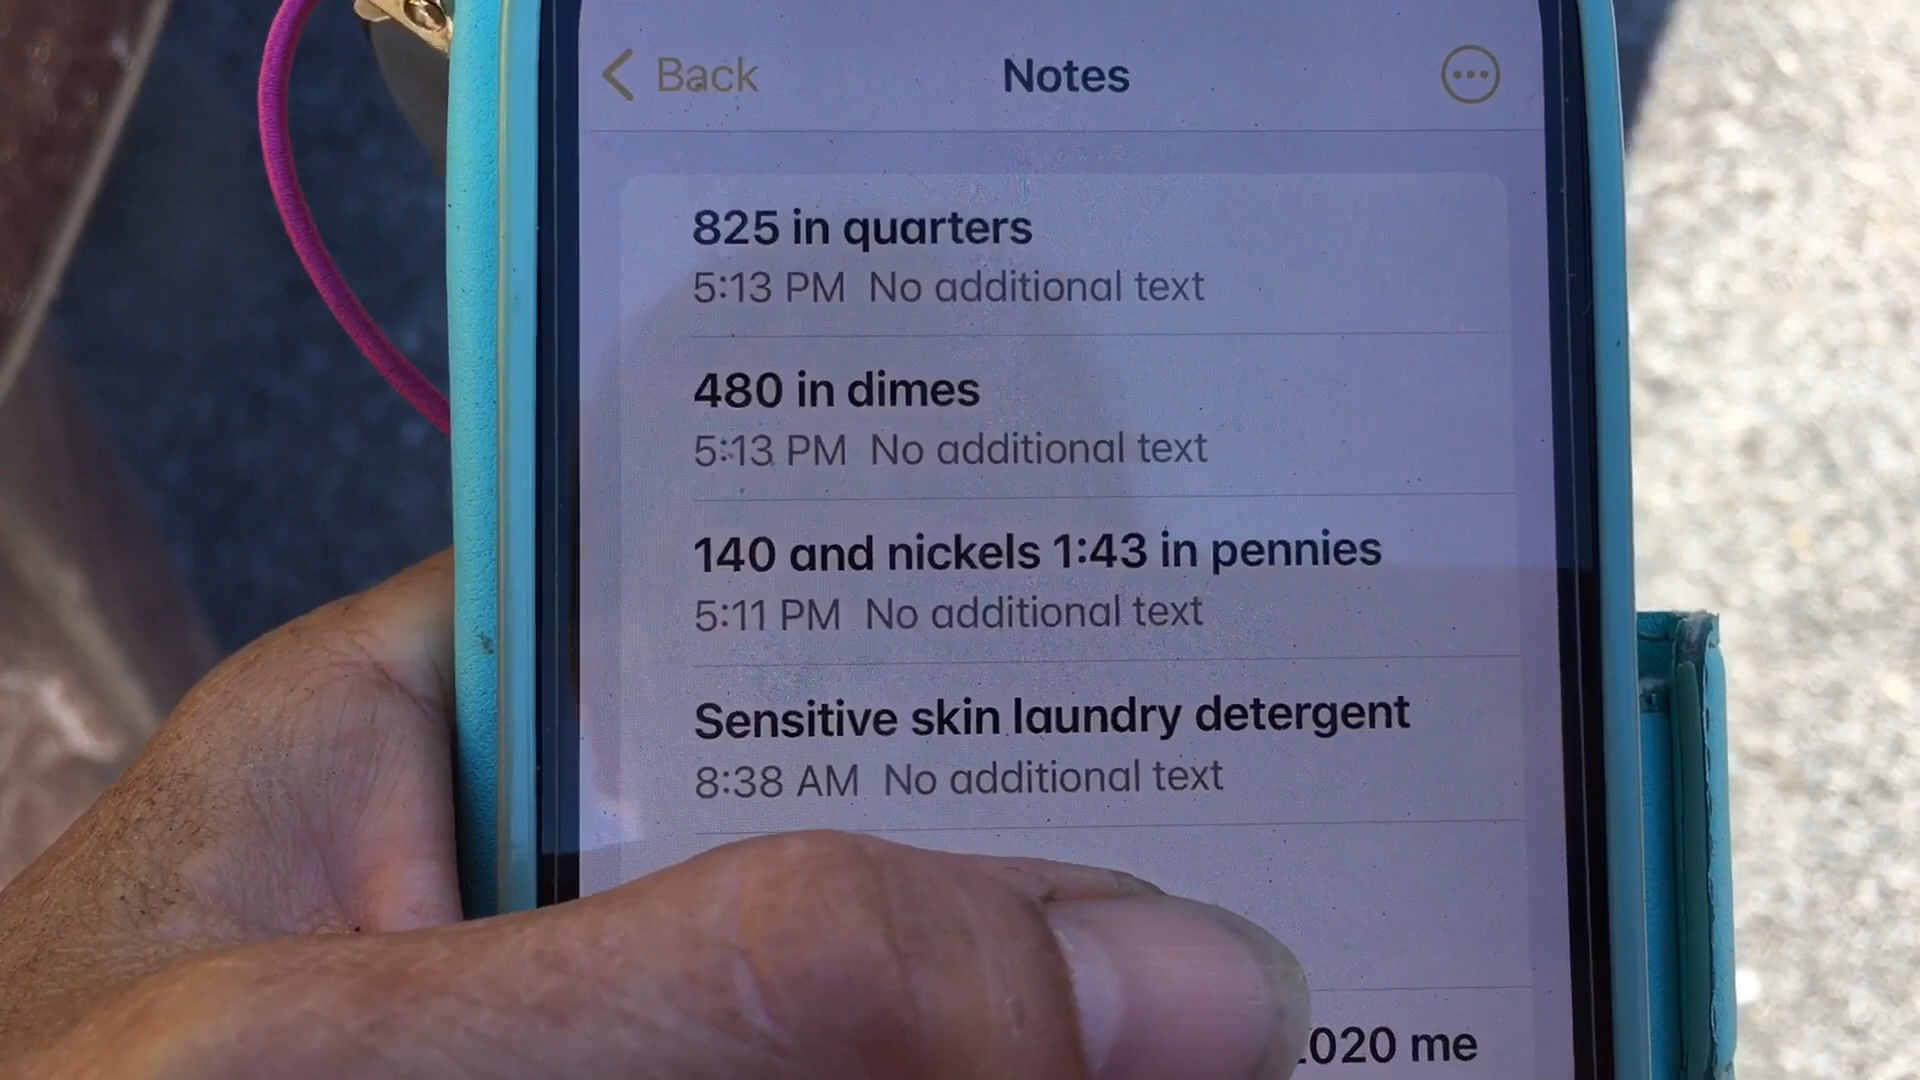 Back Notes
825 in quarters
5:13 PM No additional text
480 in dimes
5:13 PM No additional text
140 and nickels 1:43 in pennies
5:11 PM No additional text
Sensitive skin laundry detergent
8:38 AM No additional text
me